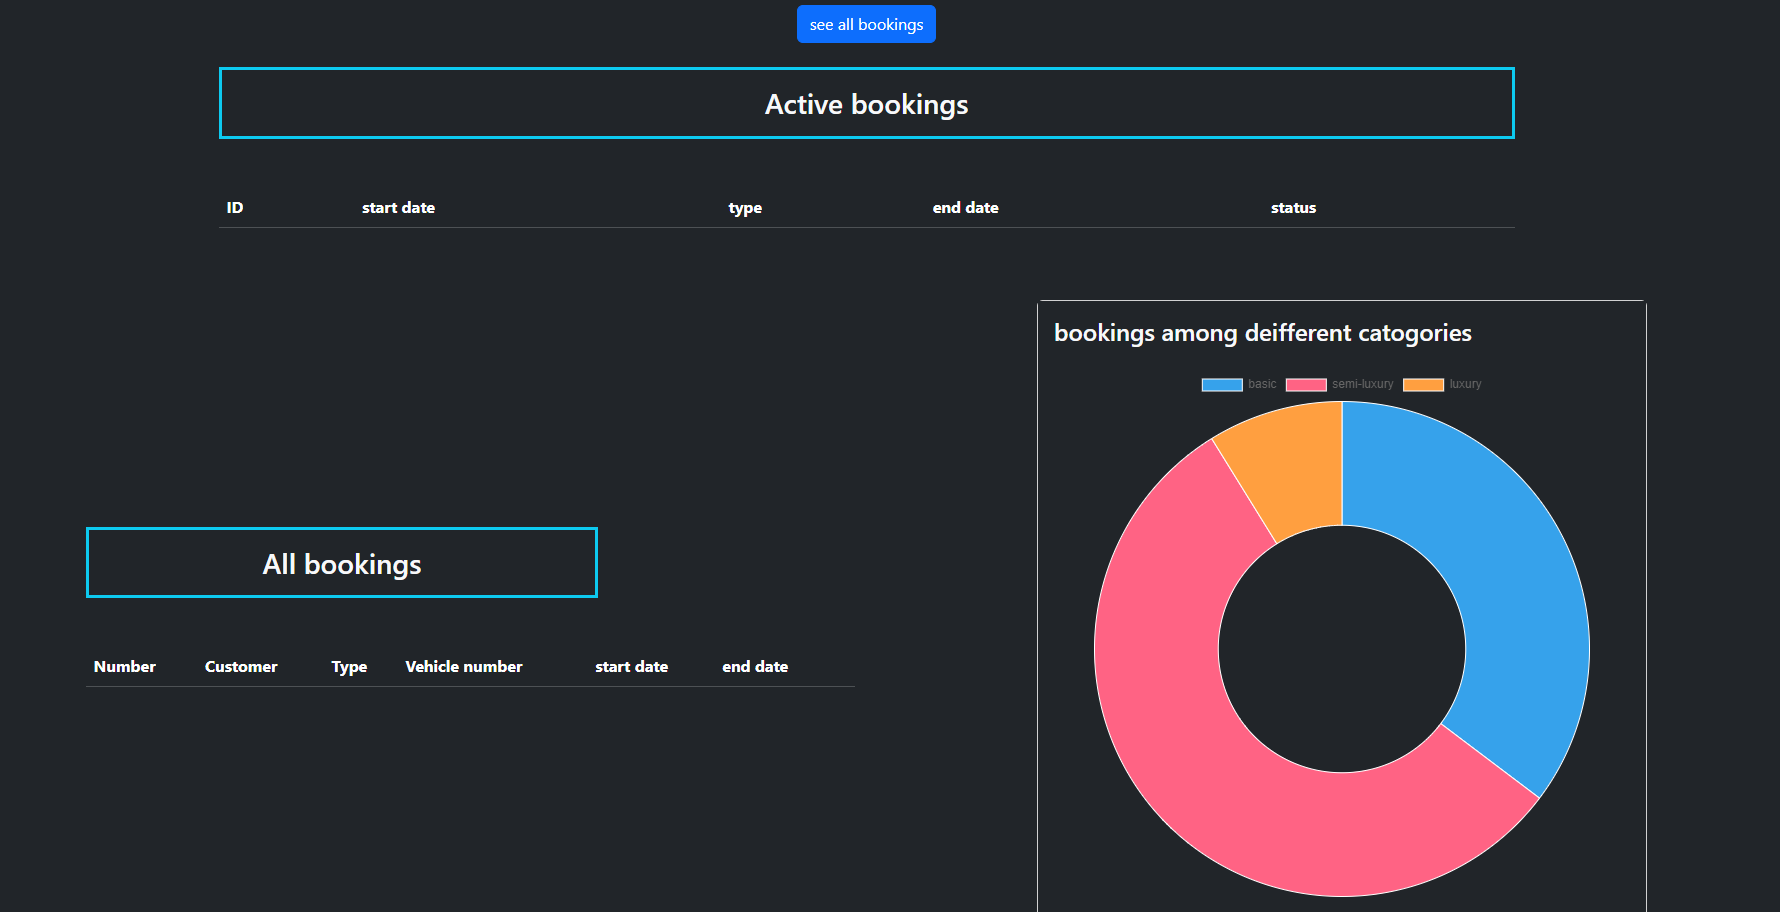 see all bookings
Active bookings
ID start date type end date status
bookings among deifferent catogories
basic semi-luxury luxury
All bookings
Number Customer Type Vehicle number start date end date